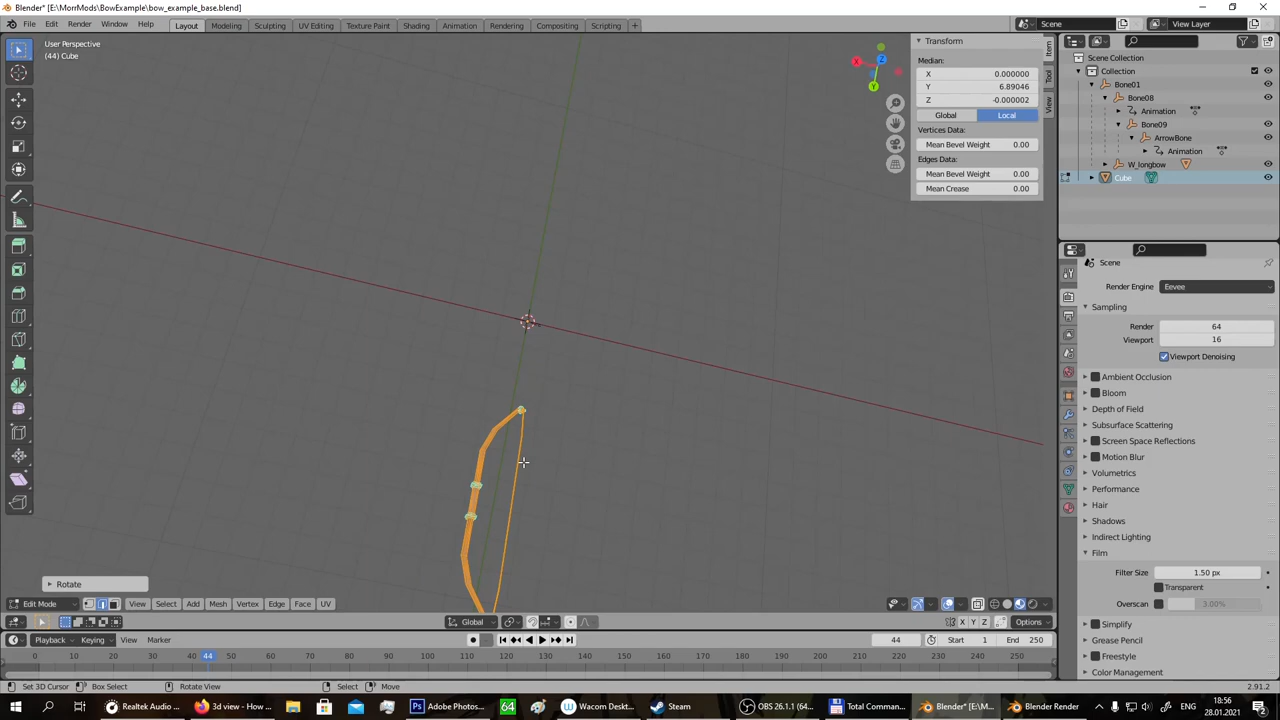 Blender* [E:\MorrMods\BowExample\bow_example_base.blend]
File Edit Render Window Help Layout Modeling Sculpting UV Editing Texture Paint Shading Animation Rendering Compositing Scripting + Scene View Layer
User Perspective
(44) Cube
Transform
Median:
X 0.000000
Y 6.89046
Z -0.000002
Global Local
Vertices Data:
Mean Bevel Weight 0.00
Edges Data:
Mean Bevel Weight 0.00
Mean Crease 0.00
Item
Tool
View
X
Y
Z
Scene Collection
Collection
Bone01
Bone08
Animation
Bone09
ArrowBone
Animation
W_longbow
Cube
Scene
Render Engine Eevee
Sampling
Render 64
Viewport 16
Viewport Denoising
Ambient Occlusion
Bloom
Depth of Field
Subsurface Scattering
Screen Space Reflections
Motion Blur
Volumetrics
Performance
Hair
Shadows
Indirect Lighting
Film
Filter Size 1.50 px
Transparent
Overscan 3.00%
Simplify
Grease Pencil
Freestyle
Color Management
Rotate
Edit Mode View Select Add Mesh Vertex Edge Face UV
Global X Y Z Options
Playback Keying View Marker 44 Start 1 End 250
0 10 20 30 40 44 50 60 70 80 90 100 110 120 130 140 150 160 170 180 190 200 210 220 230 240 250
Set 3D Cursor Box Select Rotate View Select Move 2.91.2
Realtek Audio ... 3d view - How ... 64 Adobe Photos... Wacom Deskt... Steam OBS 26.1.1 (64... Total Comman... Blender* [E:\M... Blender Render 18:56
28.01.2021